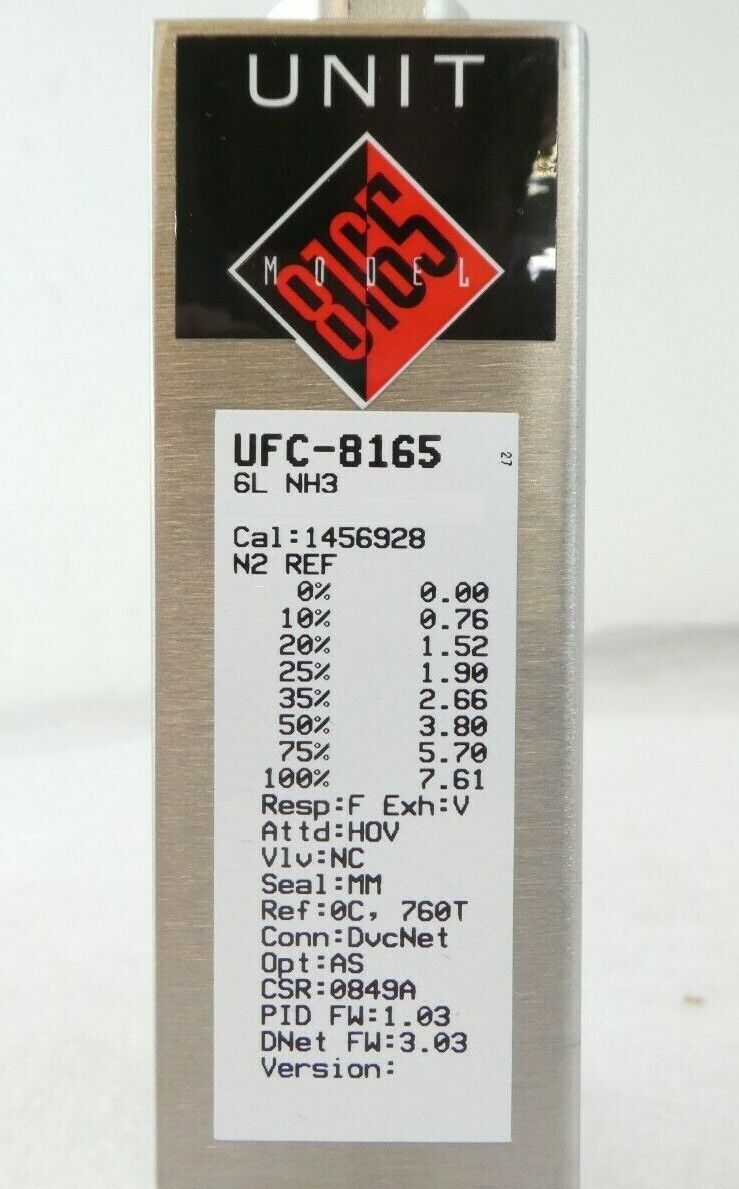 UNIT
MODEL
8165
UFC-8165
27
6L NH3
Cal:1456928
N2 REF
0% 0.00
10% 0.76
20% 1.52
25% 1.90
35% 2.66
50% 3.80
75% 5.70
100% 7.61
Resp:F Exh:V
Attd:HOV
Vlv:NC
Seal:MM
Ref:0C, 760T
Conn:DvcNet
Opt:AS
CSR:0849A
PID FW:1.03
DNet FW:3.03
Version: